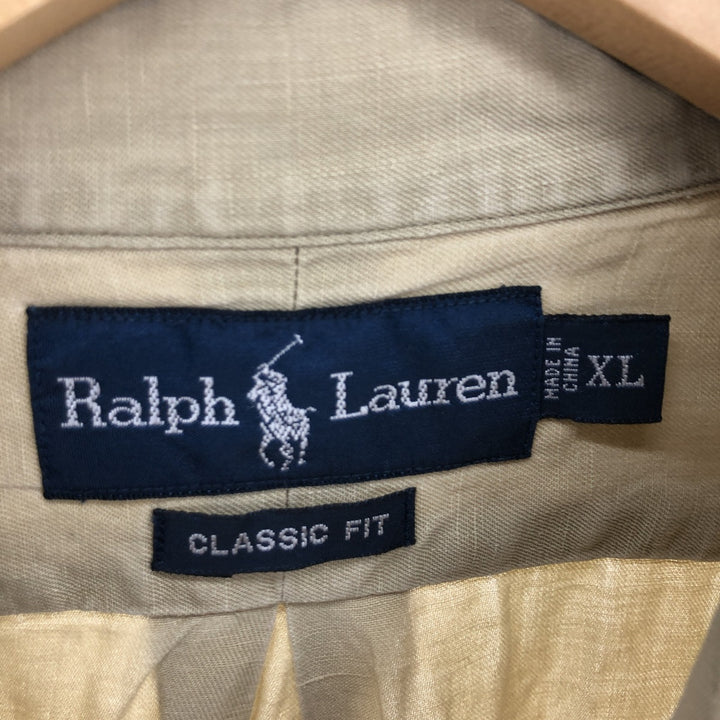 Ralph Lauren
MADE IN
CHINA
XL
CLASSIC FIT